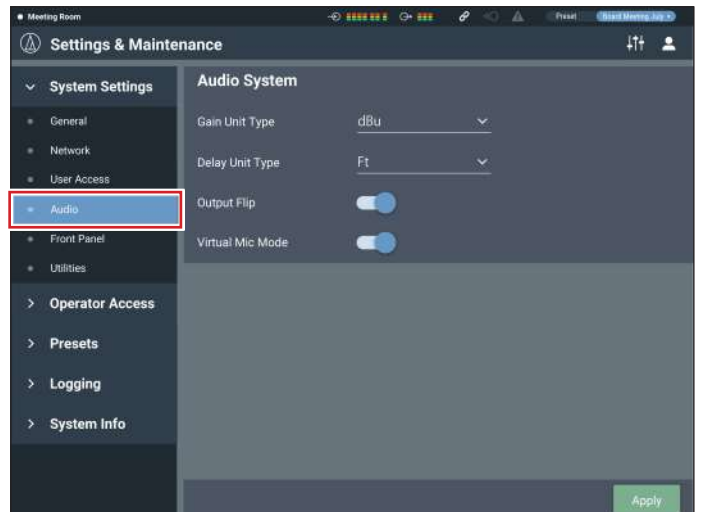 Meeting Room
Preset
Board Meeting July
Settings & Maintenance
System Settings
General
Network
User Access
Audio
Front Panel
Utilities
Operator Access
Presets
Logging
System Info
Audio System
Gain Unit Type dBu
Delay Unit Type Ft
Output Flip
Virtual Mic Mode
Apply